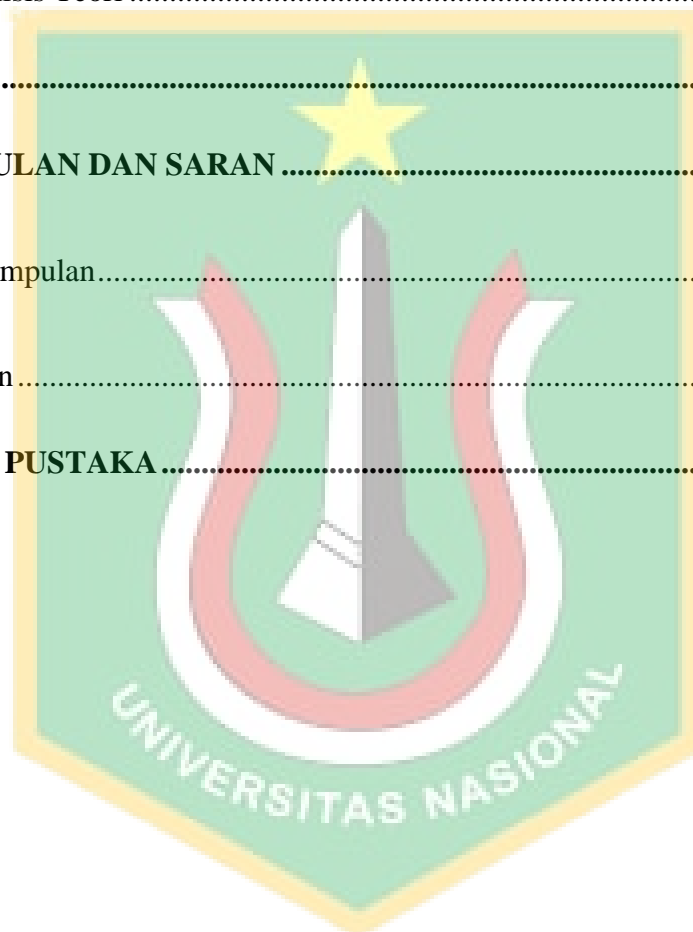 ...............................................................................
...............................................................................
ULAN DAN SARAN ...............................................................
mpulan...............................................................................
n ...............................................................................
PUSTAKA ...............................................................................
UNIVERSITAS NASIONAL